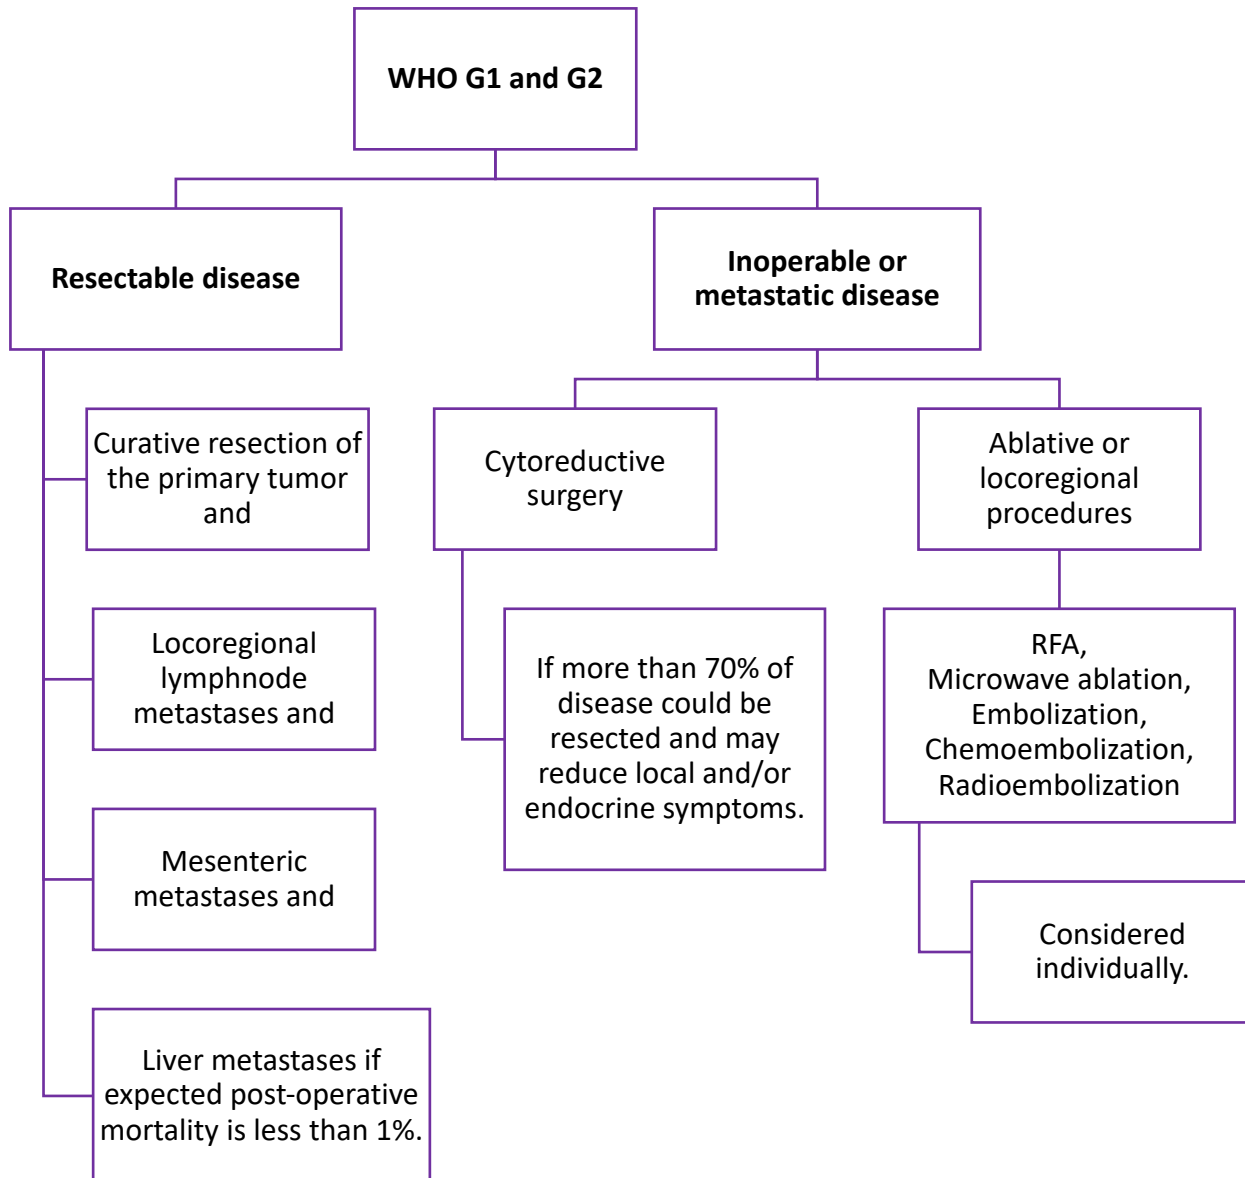 WHO G1 and G2
Resectable disease
Inoperable or
metastatic disease
Curative resection of
the primary tumor
and
Locoregional
lymphnode
metastases and
Mesenteric
metastases and
Liver metastases if
expected post-operative
mortality is less than 1%.
Cytoreductive
surgery
If more than 70% of
disease could be
resected and may
reduce local and/or
endocrine symptoms.
Ablative or
locoregional
procedures
RFA,
Microwave ablation,
Embolization,
Chemoembolization,
Radioembolization
Considered
individually.